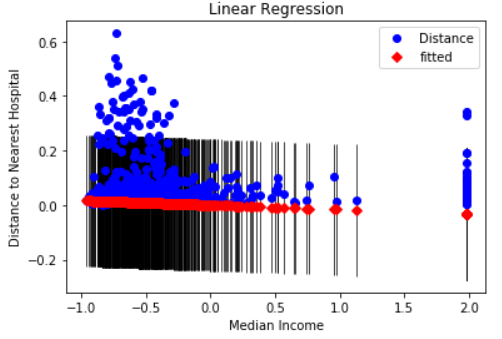 Linear Regression
Distance
fitted
Distance to Nearest Hospital
0.6
0.4
0.2
0.0
−0.2
−1.0
−0.5
0.0
0.5
1.0
1.5
2.0
Median Income